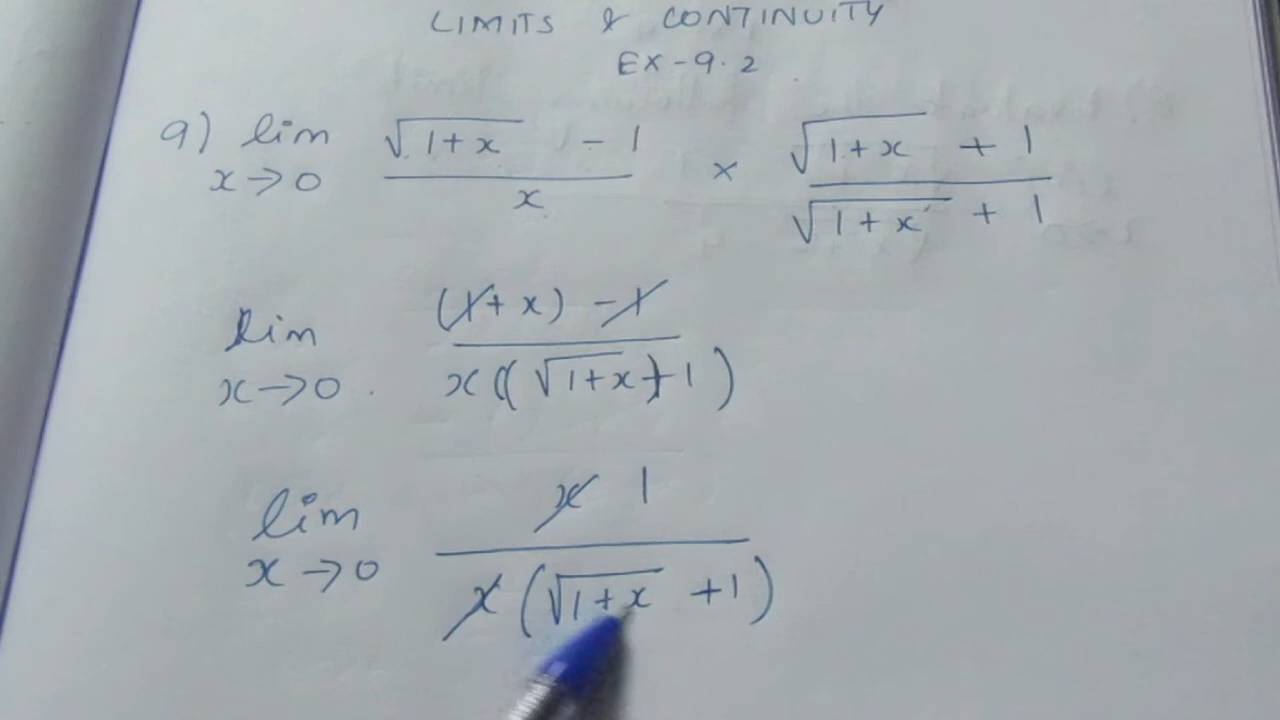 LIMITS & CONTINUITY
EX-9.2
9) lim x→0 (√(1+x) - 1)/x × (√(1+x) + 1)/(√(1+x) + 1)
lim x→0. ((1+x) - 1)/(x((√(1+x)) + 1))
lim x→0 x 1/(x(√(1+x) + 1))